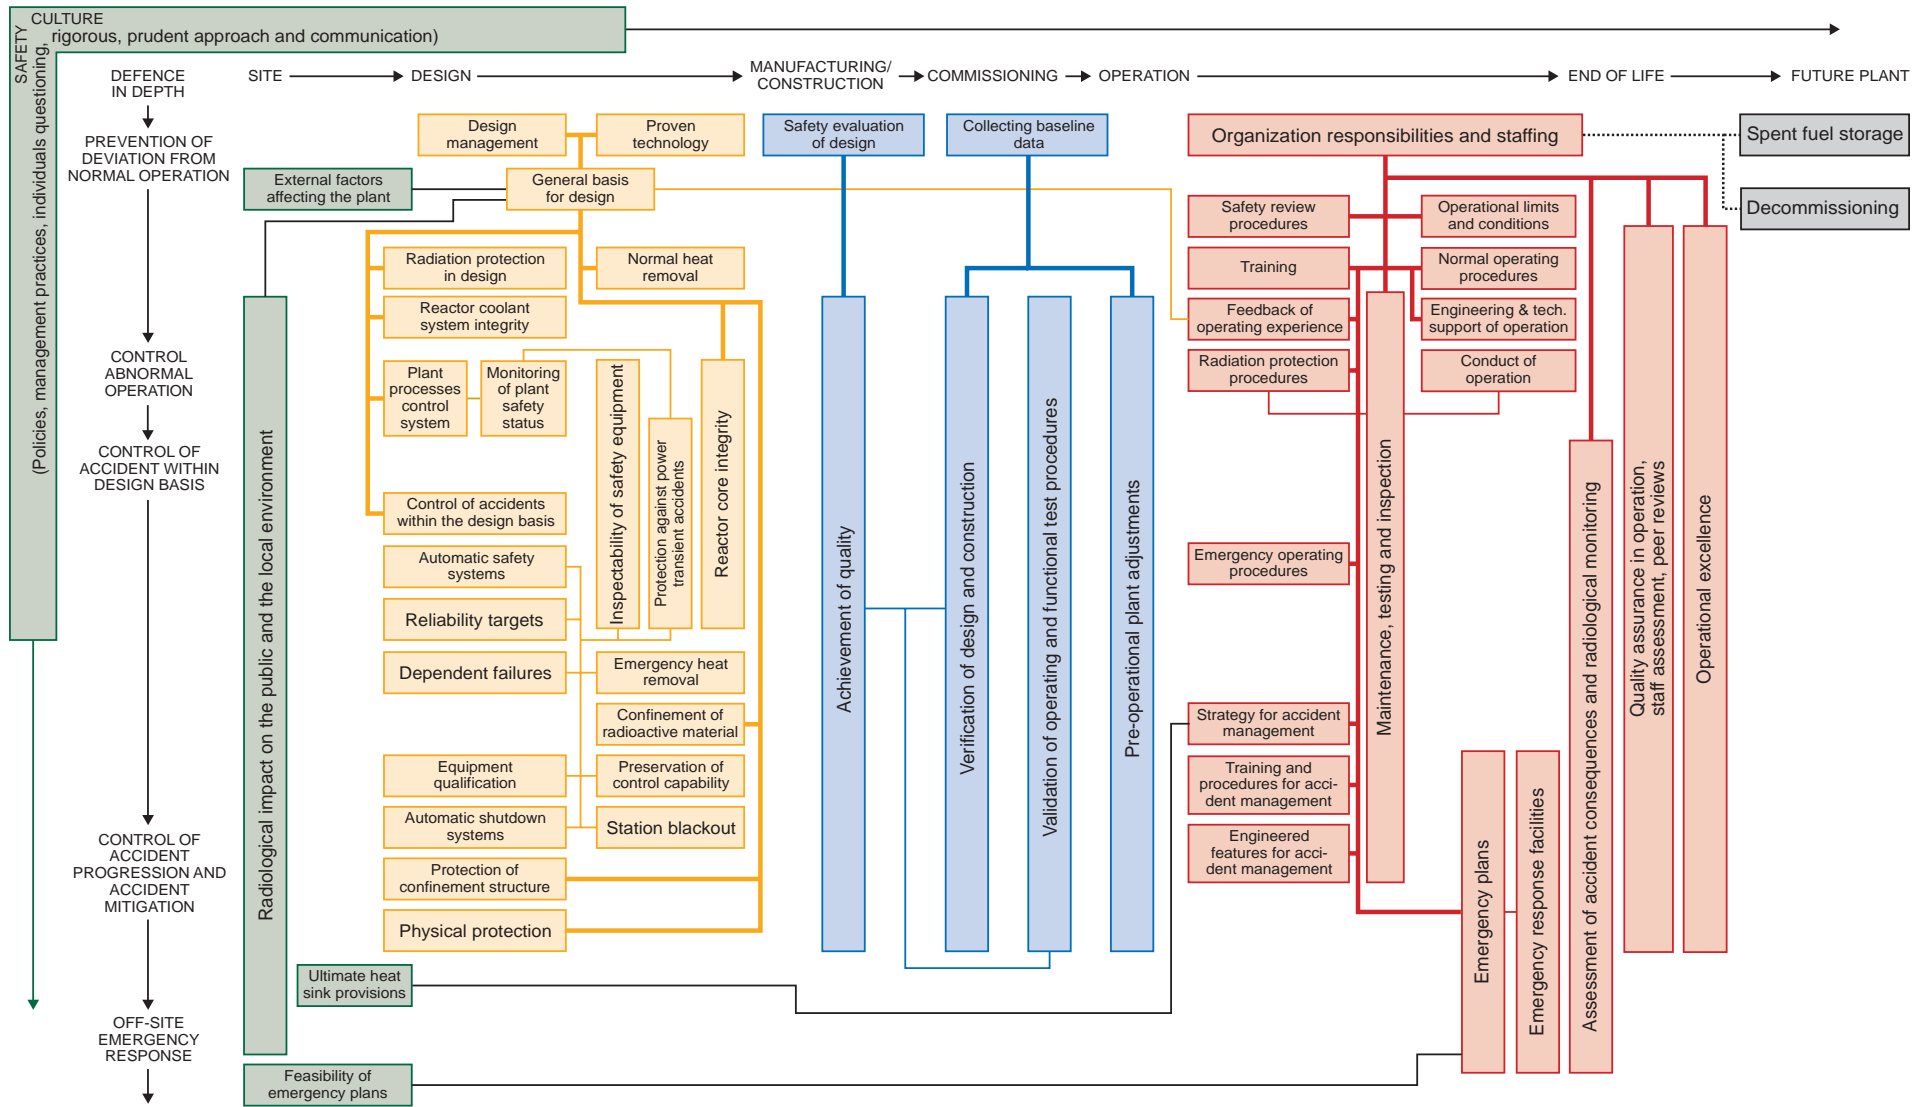 CULTURE
SAFETY
rigorous, prudent approach and communication)
(Policies, management practices, individuals questioning,
DEFENCE
IN DEPTH
SITE
DESIGN
MANUFACTURING/
CONSTRUCTION
COMMISSIONING
OPERATION
END OF LIFE
FUTURE PLANT
PREVENTION OF
DEVIATION FROM
NORMAL OPERATION
CONTROL
ABNORMAL
OPERATION
CONTROL OF
ACCIDENT WITHIN
DESIGN BASIS
CONTROL OF
ACCIDENT
PROGRESSION AND
ACCIDENT
MITIGATION
OFF-SITE
EMERGENCY
RESPONSE
External factors
affecting the plant
Radiological impact on the public and the local environment
Ultimate heat
sink provisions
Feasibility of
emergency plans
Design
management
Proven
technology
General basis
for design
Radiation protection
in design
Normal heat
removal
Reactor coolant
system integrity
Plant
processes
control
system
Monitoring
of plant
safety
status
Inspectability of safety equipment
Protection against power
transient accidents
Reactor core integrity
Control of accidents
within the design basis
Automatic safety
systems
Reliability targets
Dependent failures
Emergency heat
removal
Confinement of
radioactive material
Equipment
qualification
Preservation of
control capability
Automatic shutdown
systems
Station blackout
Protection of
confinement structure
Physical protection
Safety evaluation
of design
Collecting baseline
data
Achievement of quality
Verification of design and construction
Validation of operating and functional test procedures
Pre-operational plant adjustments
Organization responsibilities and staffing
Safety review
procedures
Operational limits
and conditions
Training
Normal operating
procedures
Feedback of
operating experience
Engineering & tech.
support of operation
Radiation protection
procedures
Conduct of
operation
Maintenance, testing and inspection
Emergency operating
procedures
Strategy for accident
management
Training and
procedures for acci-
dent management
Engineered
features for acci-
dent management
Emergency plans
Emergency response facilities
Assessment of accident consequences and radiological monitoring
Quality assurance in operation,
staff assessment, peer reviews
Operational excellence
Spent fuel storage
Decommissioning